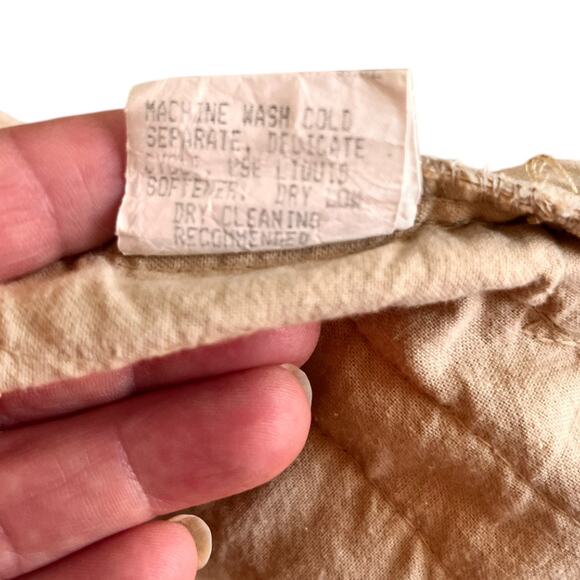 MACHINE WASH COLD
SEPARATE, DELICATE
CYCLE USE LIQUID
SOFTENER. DRY LOW
DRY CLEANING
RECOMMENDED